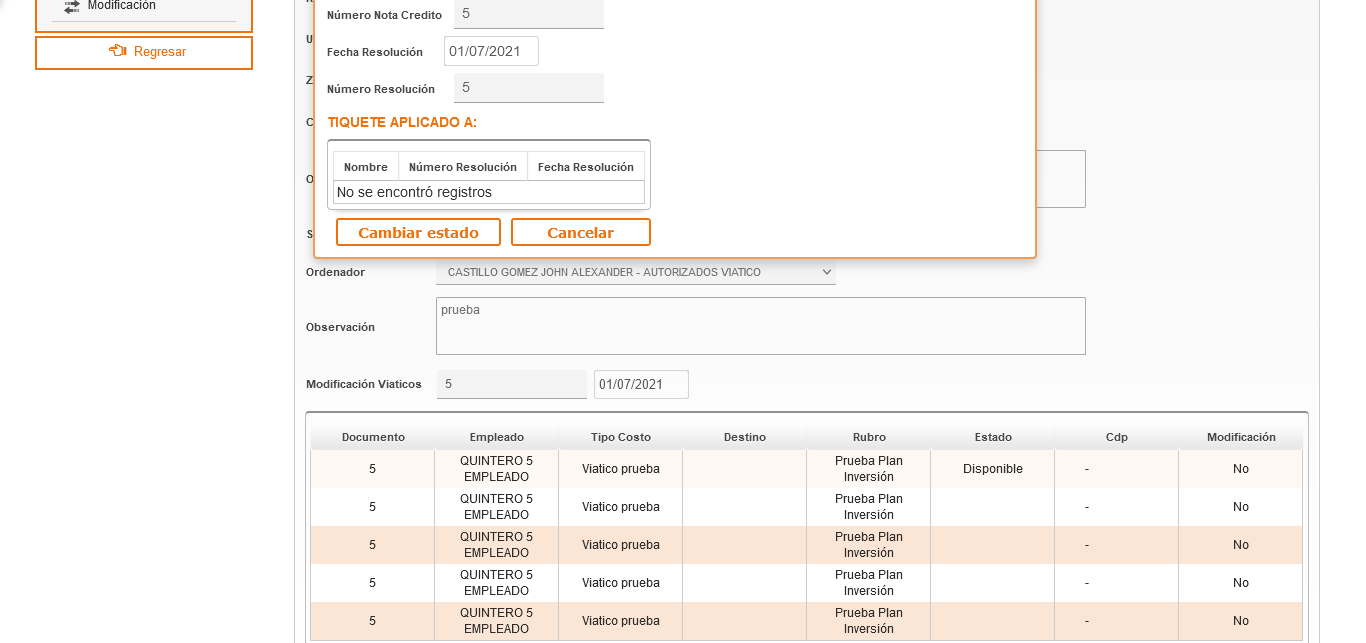 Modificación
Regresar
Número Nota Credito 5
Fecha Resolución 01/07/2021
Número Resolución 5
TIQUETE APLICADO A:
Nombre Número Resolución Fecha Resolución
No se encontró registros
Cambiar estado Cancelar
Ordenador CASTILLO GOMEZ JOHN ALEXANDER - AUTORIZADOS VIATICO
Observación prueba
Modificación Viaticos 5 01/07/2021
Documento Empleado Tipo Costo Destino Rubro Estado Cdp Modificación
5 QUINTERO 5 EMPLEADO Viatico prueba Prueba Plan Inversión Disponible - No
5 QUINTERO 5 EMPLEADO Viatico prueba Prueba Plan Inversión - No
5 QUINTERO 5 EMPLEADO Viatico prueba Prueba Plan Inversión - No
5 QUINTERO 5 EMPLEADO Viatico prueba Prueba Plan Inversión - No
5 QUINTERO 5 EMPLEADO Viatico prueba Prueba Plan Inversión - No